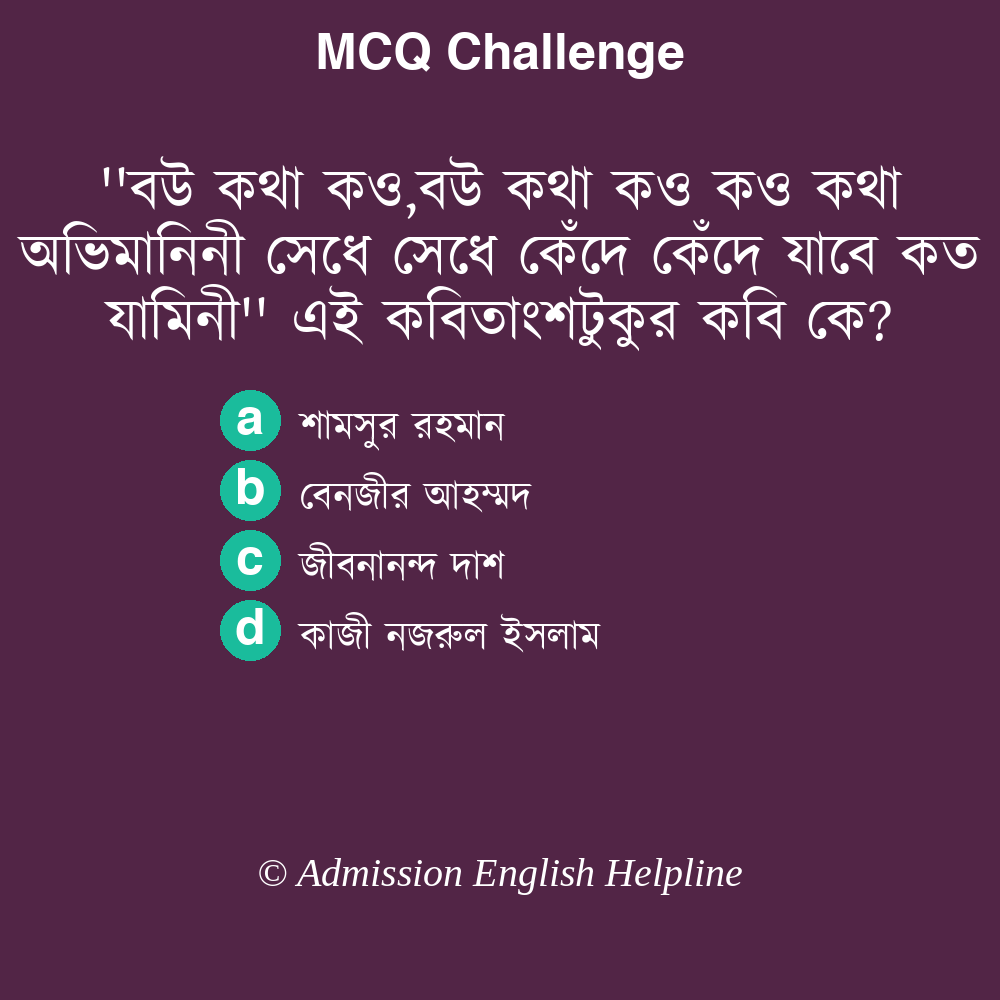 MCQ Challenge
''বউ কথা কও,বউ কথা কও কও কথা
অভিমানিনী সেধে সেধে কেঁদে কেঁদে যাবে কত
যামিনী'' এই কবিতাংশটুকুর কবি কে?
a শামসুর রহমান
b বেনজীর আহম্মদ
c জীবনানন্দ দাশ
d কাজী নজরুল ইসলাম
© Admission English Helpline